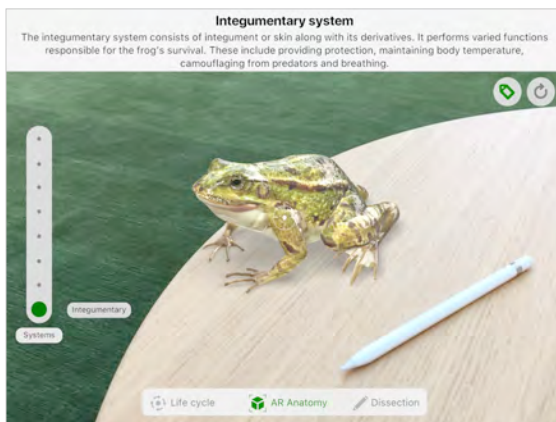 Integumentary system
The integumentary system consists of integument or skin along with its derivatives. It performs varied functions
responsible for the frog's survival. These include providing protection, maintaining body temperature,
camouflaging from predators and breathing.
Integumentary
Systems
Life cycle
AR Anatomy
Dissection